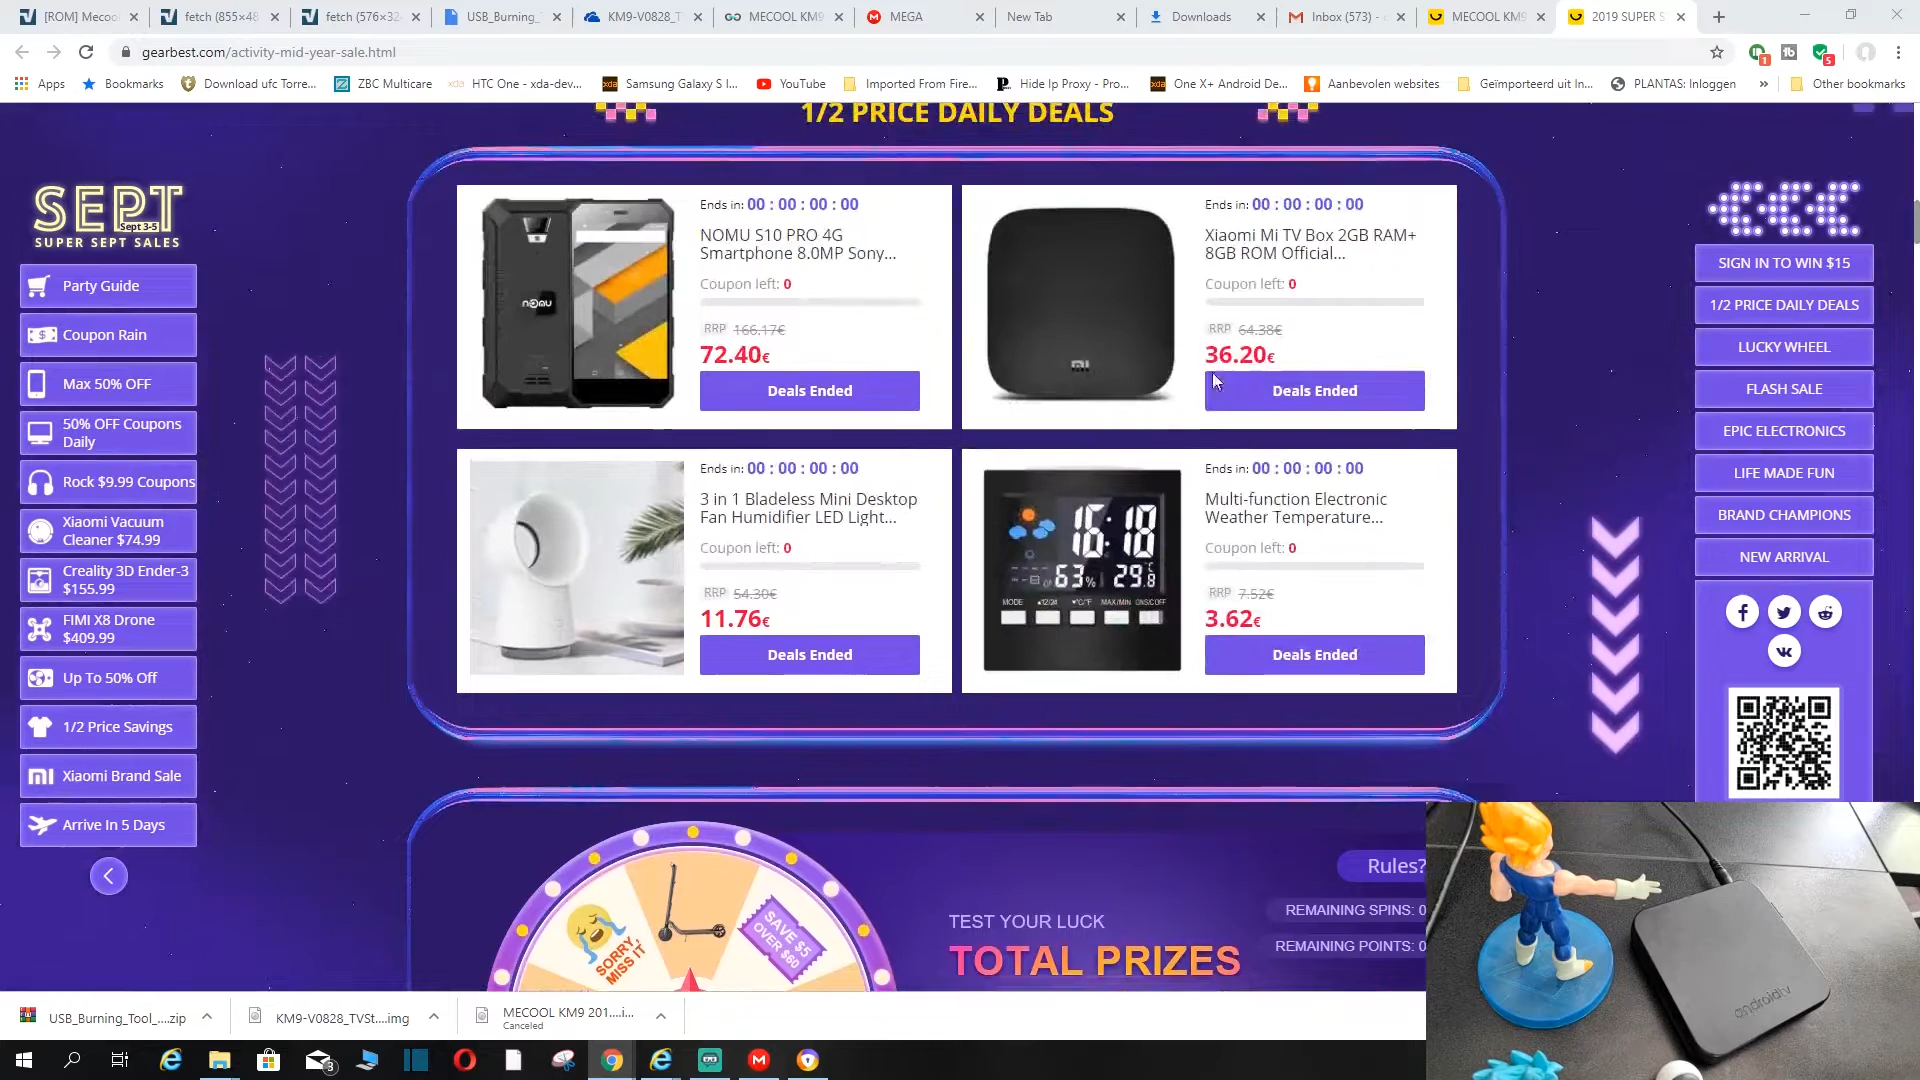 [ROM] Mecoo
fetch (855×48
fetch (576×32
USB_Burning_
KM9-V0828_T
MECOOL KM9
MEGA
New Tab
Downloads
Inbox (573) -
MECOOL KM9
2019 SUPER S
gearbest.com/activity-mid-year-sale.html
Apps
Bookmarks
Download ufc Torre...
ZBC Multicare
HTC One - xda-dev...
Samsung Galaxy S I...
YouTube
Imported From Fire...
Hide Ip Proxy - Pro...
One X+ Android De...
Aanbevolen websites
Geïmporteerd uit In...
PLANTAS: Inloggen
»
Other bookmarks
1/2 PRICE DAILY DEALS
SEPT
Sept 3-5
SUPER SEPT SALES
Party Guide
Coupon Rain
Max 50% OFF
50% OFF Coupons
Daily
Rock $9.99 Coupons
Xiaomi Vacuum
Cleaner $74.99
Creality 3D Ender-3
$155.99
FIMI X8 Drone
$409.99
Up To 50% Off
1/2 Price Savings
Xiaomi Brand Sale
Arrive In 5 Days
nomu
Ends in: 00 : 00 : 00 : 00
NOMU S10 PRO 4G
Smartphone 8.0MP Sony...
Coupon left: 0
RRP 166.17€
72.40€
Deals Ended
Ends in: 00 : 00 : 00 : 00
Xiaomi Mi TV Box 2GB RAM+
8GB ROM Official...
Coupon left: 0
RRP 64.38€
36.20€
Deals Ended
Ends in: 00 : 00 : 00 : 00
3 in 1 Bladeless Mini Desktop
Fan Humidifier LED Light...
Coupon left: 0
RRP 54.30€
11.76€
Deals Ended
16:18
63%
29.8
MODE
MAX/MIN
Ends in: 00 : 00 : 00 : 00
Multi-function Electronic
Weather Temperature...
Coupon left: 0
RRP 7.52€
3.62€
Deals Ended
SIGN IN TO WIN $15
1/2 PRICE DAILY DEALS
LUCKY WHEEL
FLASH SALE
EPIC ELECTRONICS
LIFE MADE FUN
BRAND CHAMPIONS
NEW ARRIVAL
SORRY,
MISS IT
SAVE $5
OVER $60
TEST YOUR LUCK
TOTAL PRIZES
Rules?
REMAINING SPINS: 0
REMAINING POINTS: 0
androidtv
USB_Burning_Tool_....zip
KM9-V0828_TVSt....img
MECOOL KM9 201....i...
Canceled
3